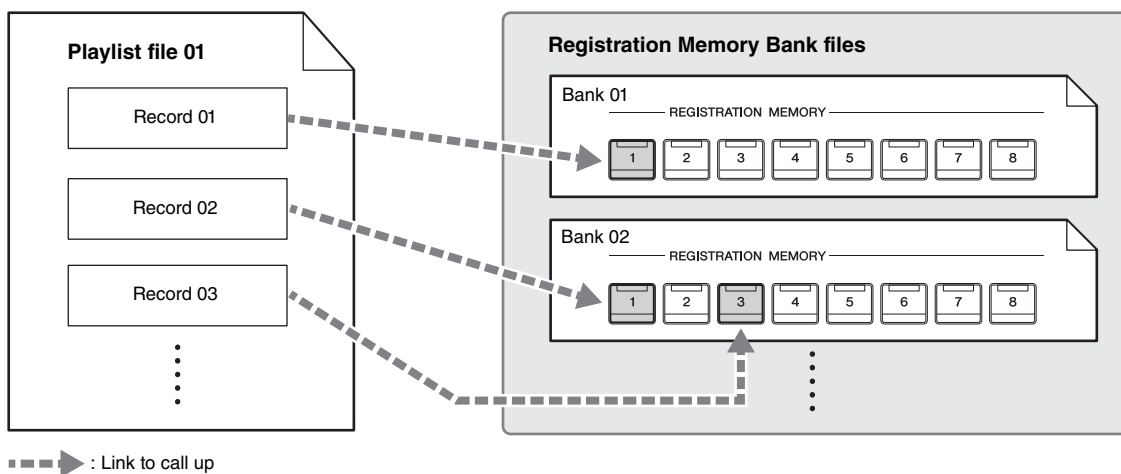 Playlist file 01
Record 01
Record 02
Record 03
Registration Memory Bank files
Bank 01
REGISTRATION MEMORY
1 2 3 4 5 6 7 8
Bank 02
REGISTRATION MEMORY
1 2 3 4 5 6 7 8
: Link to call up